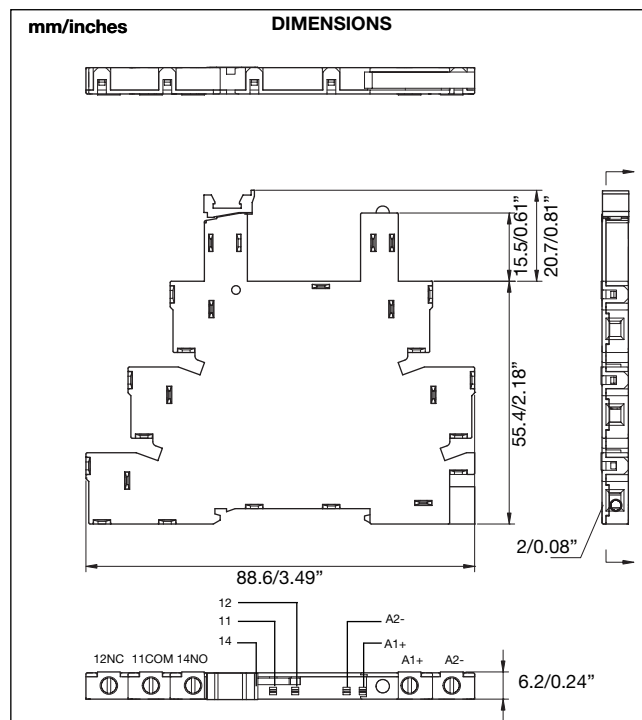 mm/inches
DIMENSIONS
15.5/0.61”
20.7/0.81”
55.4/2.18”
2/0.08”
88.6/3.49”
12
11
14
A2-
A1+
12NC 11COM 14NO
A1+ A2-
6.2/0.24”